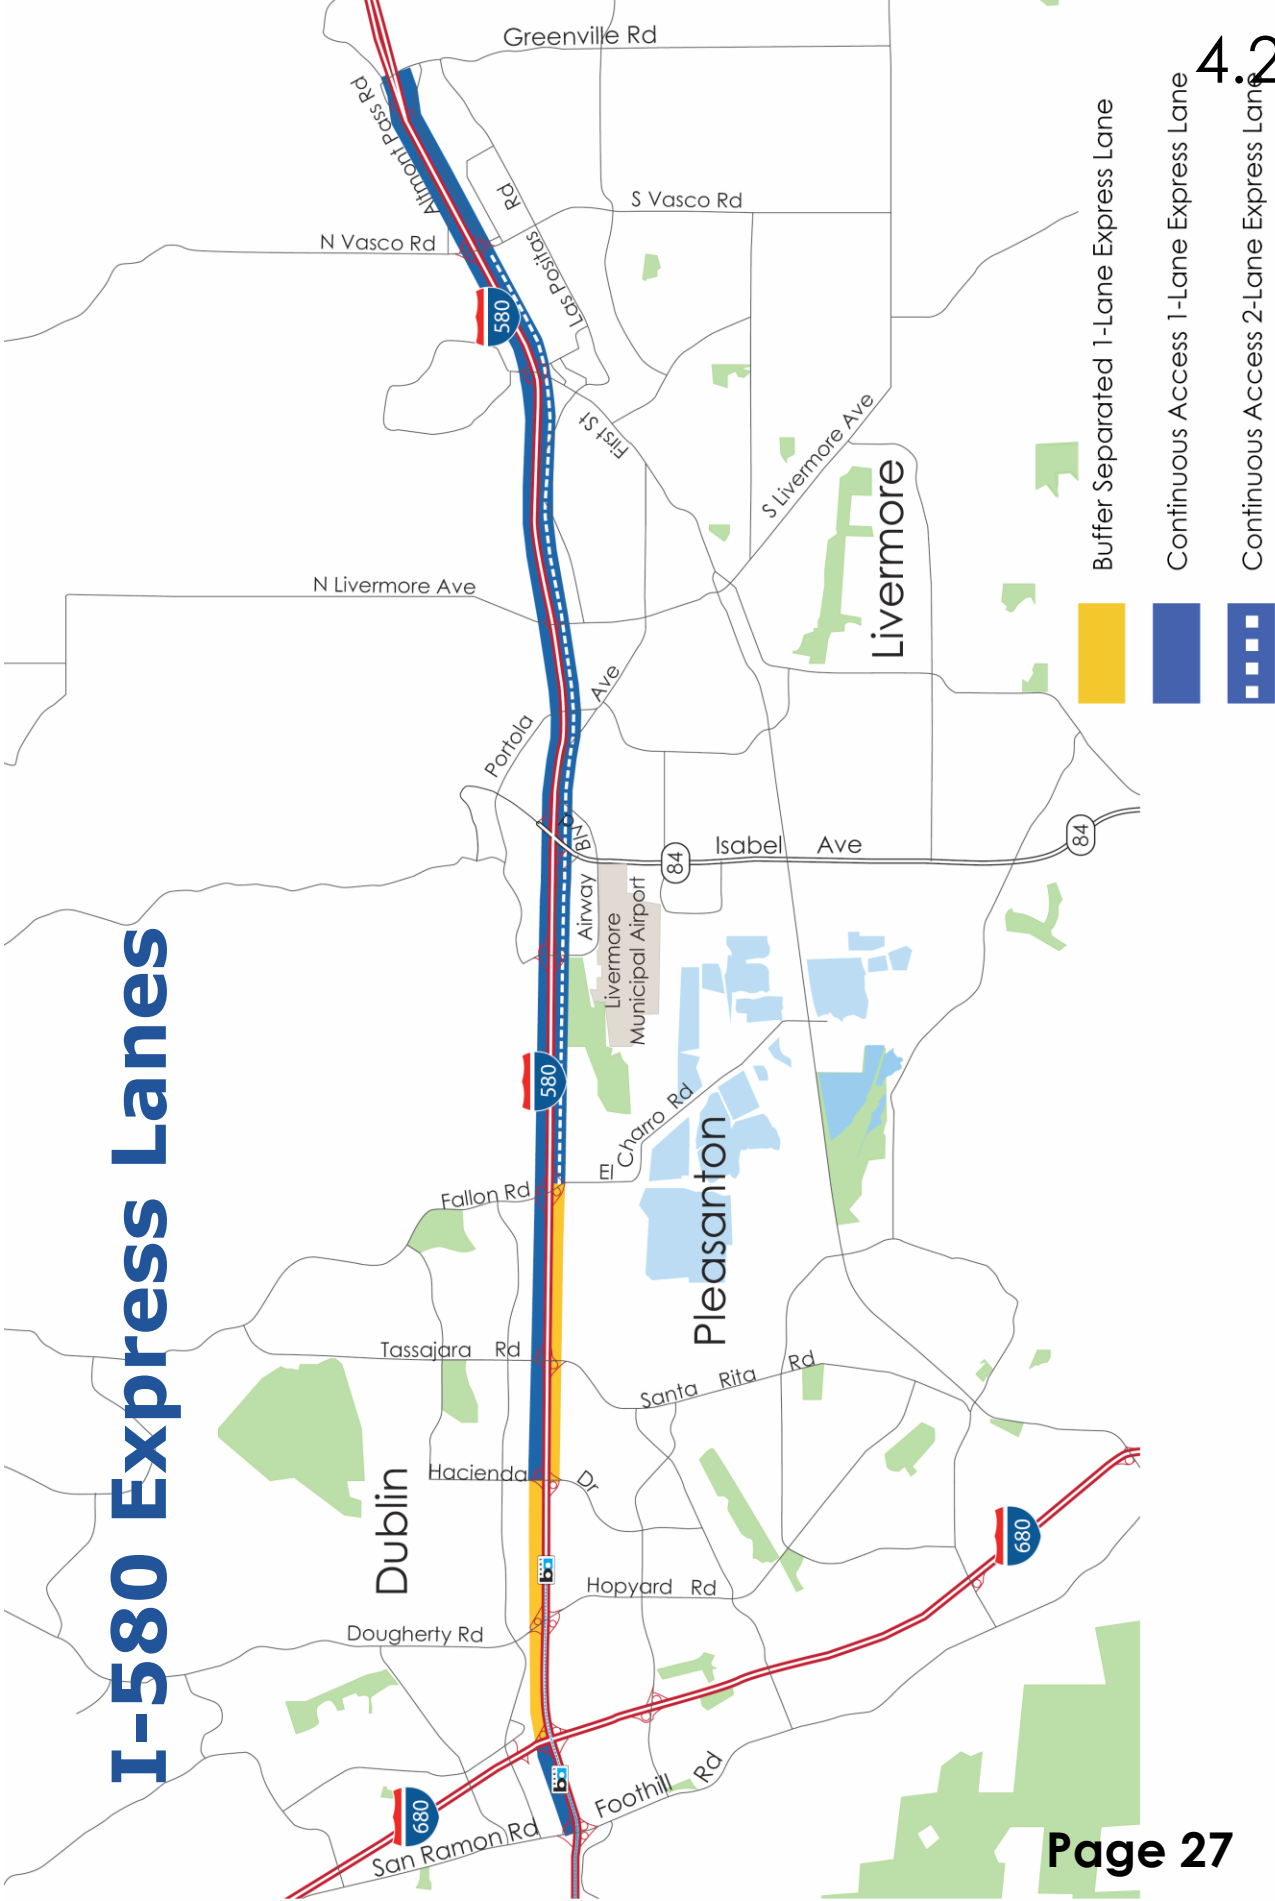 4.2
I-580 Express Lanes
Greenville Rd
Altmont Pass Rd
Las Positas Rd
S Vasco Rd
N Vasco Rd
580
First St
S Livermore Ave
Livermore
N Livermore Ave
Portola Ave
Airway Blvd
Isabel Ave
84
84
Livermore
Municipal Airport
580
El Charro Rd
Fallon Rd
Pleasanton
Tassajara Rd
Santa Rita Rd
Hacienda Dr
Dublin
Hopyard Rd
Dougherty Rd
680
680
San Ramon Rd
Foothill Rd
Buffer Separated 1-Lane Express Lane
Continuous Access 1-Lane Express Lane
Continuous Access 2-Lane Express Lane
Page 27